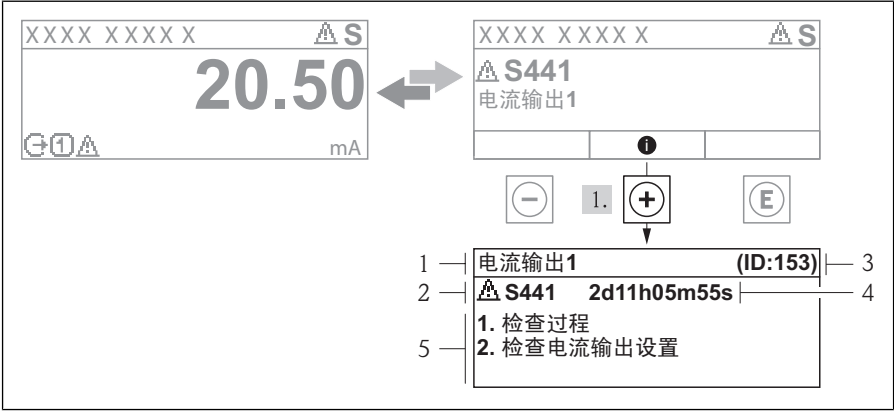 XXXX XXXX X S
20.50
1 mA
XXXX XXXX X S
S441
电流输出1
i
1. E
1 电流输出1 (ID:153) 3
2 S441 2d11h05m55s 4
5
1. 检查过程
2. 检查电流输出设置